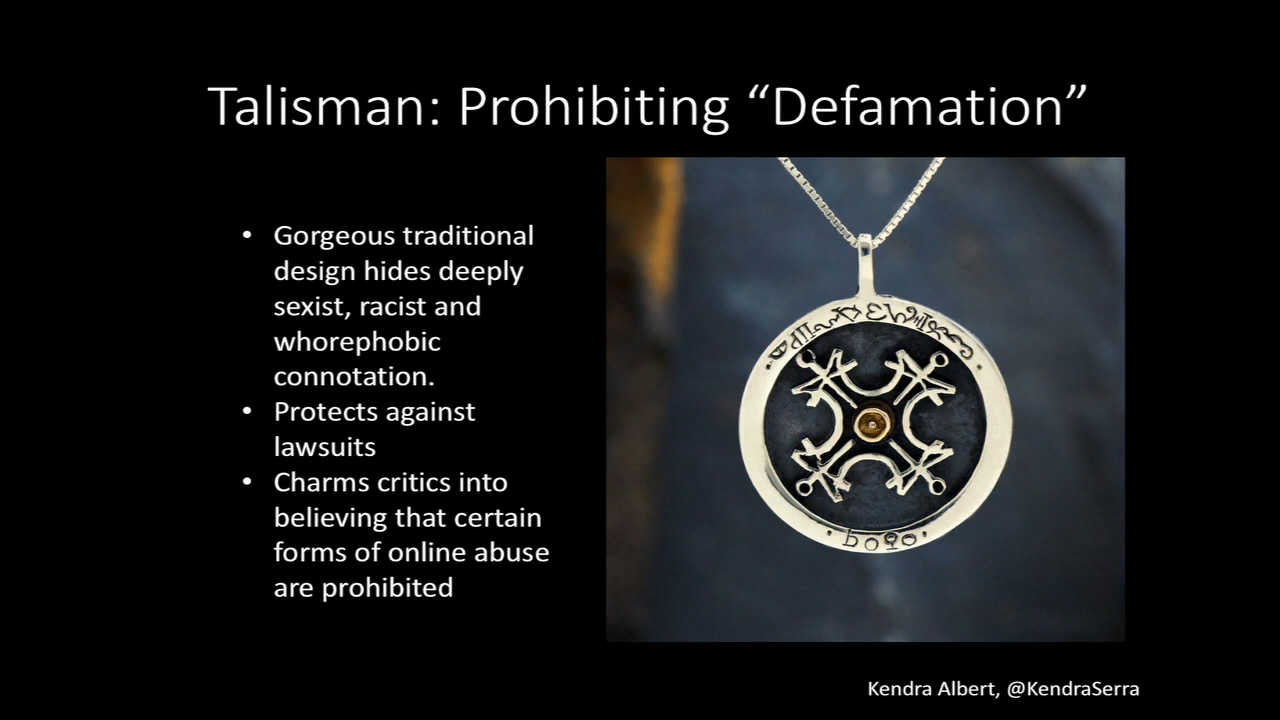 Talisman: Prohibiting “Defamation”
• Gorgeous traditional
design hides deeply
sexist, racist and
whorephobic
connotation.
• Protects against
lawsuits
• Charms critics into
believing that certain
forms of online abuse
are prohibited
Kendra Albert, @KendraSerra